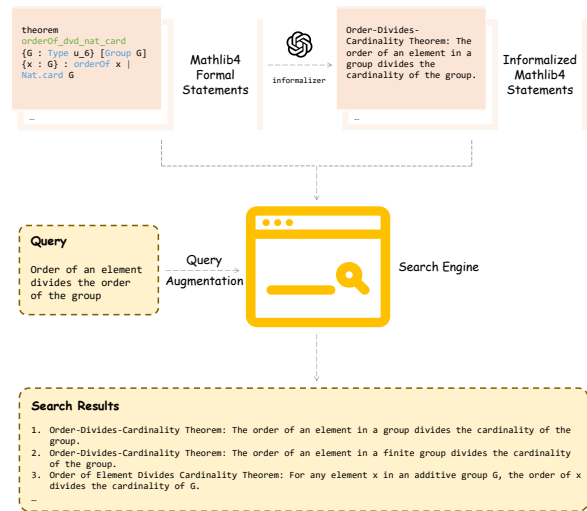 theorem
orderOf_dvd_nat_card
{G : Type u_6} [Group G]
{x : G} : orderOf x |
Nat.card G
…
Mathlib4
Formal
Statements
informalizer
Order-Divides-
Cardinality Theorem: The
order of an element in a
group divides the
cardinality of the group.
…
Informalized
Mathlib4
Statements
Query
Order of an element
divides the order
of the group
Query
Augmentation
Search Engine
Search Results
1. Order-Divides-Cardinality Theorem: The order of an element in a group divides the cardinality of the
group.
2. Order-Divides-Cardinality Theorem: The order of an element in a finite group divides the cardinality
of the group.
3. Order of Element Divides Cardinality Theorem: For any element x in an additive group G, the order of x
divides the cardinality of G.
…